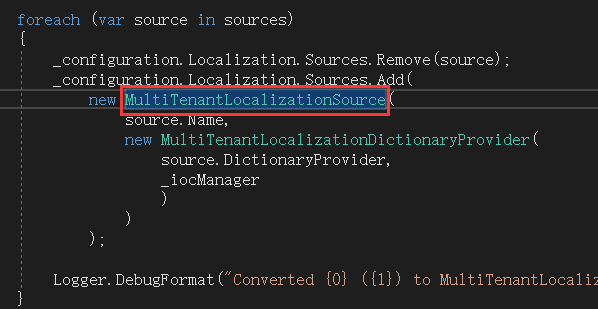 foreach (var source in sources)
{
_configuration.Localization.Sources.Remove(source);
_configuration.Localization.Sources.Add(
new MultiTenantLocalizationSource(
source.Name,
new MultiTenantLocalizationDictionaryProvider(
source.DictionaryProvider,
_iocManager
)
)
);
Logger.DebugFormat("Converted {0} ({1}) to MultiTenantLocaliz
}